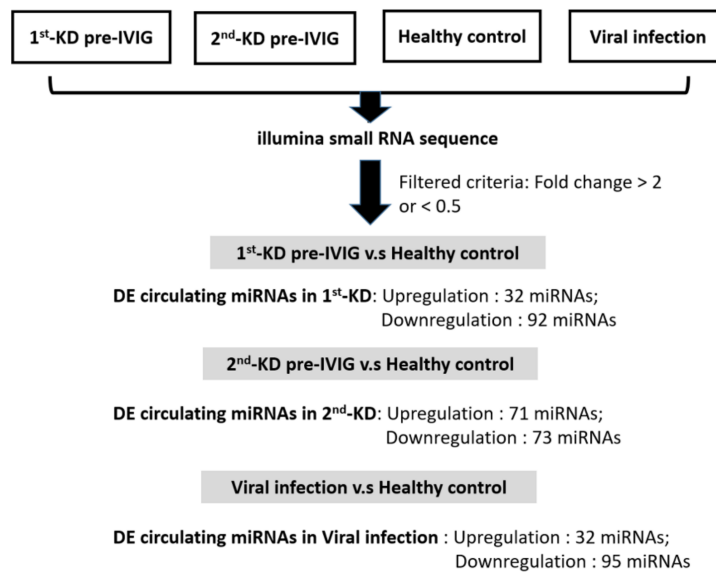 1st-KD pre-IVIG
2nd-KD pre-IVIG
Healthy control
Viral infection
illumina small RNA sequence
Filtered criteria: Fold change > 2
or < 0.5
1st-KD pre-IVIG v.s Healthy control
DE circulating miRNAs in 1st-KD: Upregulation : 32 miRNAs;
Downregulation : 92 miRNAs
2nd-KD pre-IVIG v.s Healthy control
DE circulating miRNAs in 2nd-KD: Upregulation : 71 miRNAs;
Downregulation : 73 miRNAs
Viral infection v.s Healthy control
DE circulating miRNAs in Viral infection : Upregulation : 32 miRNAs;
Downregulation : 95 miRNAs